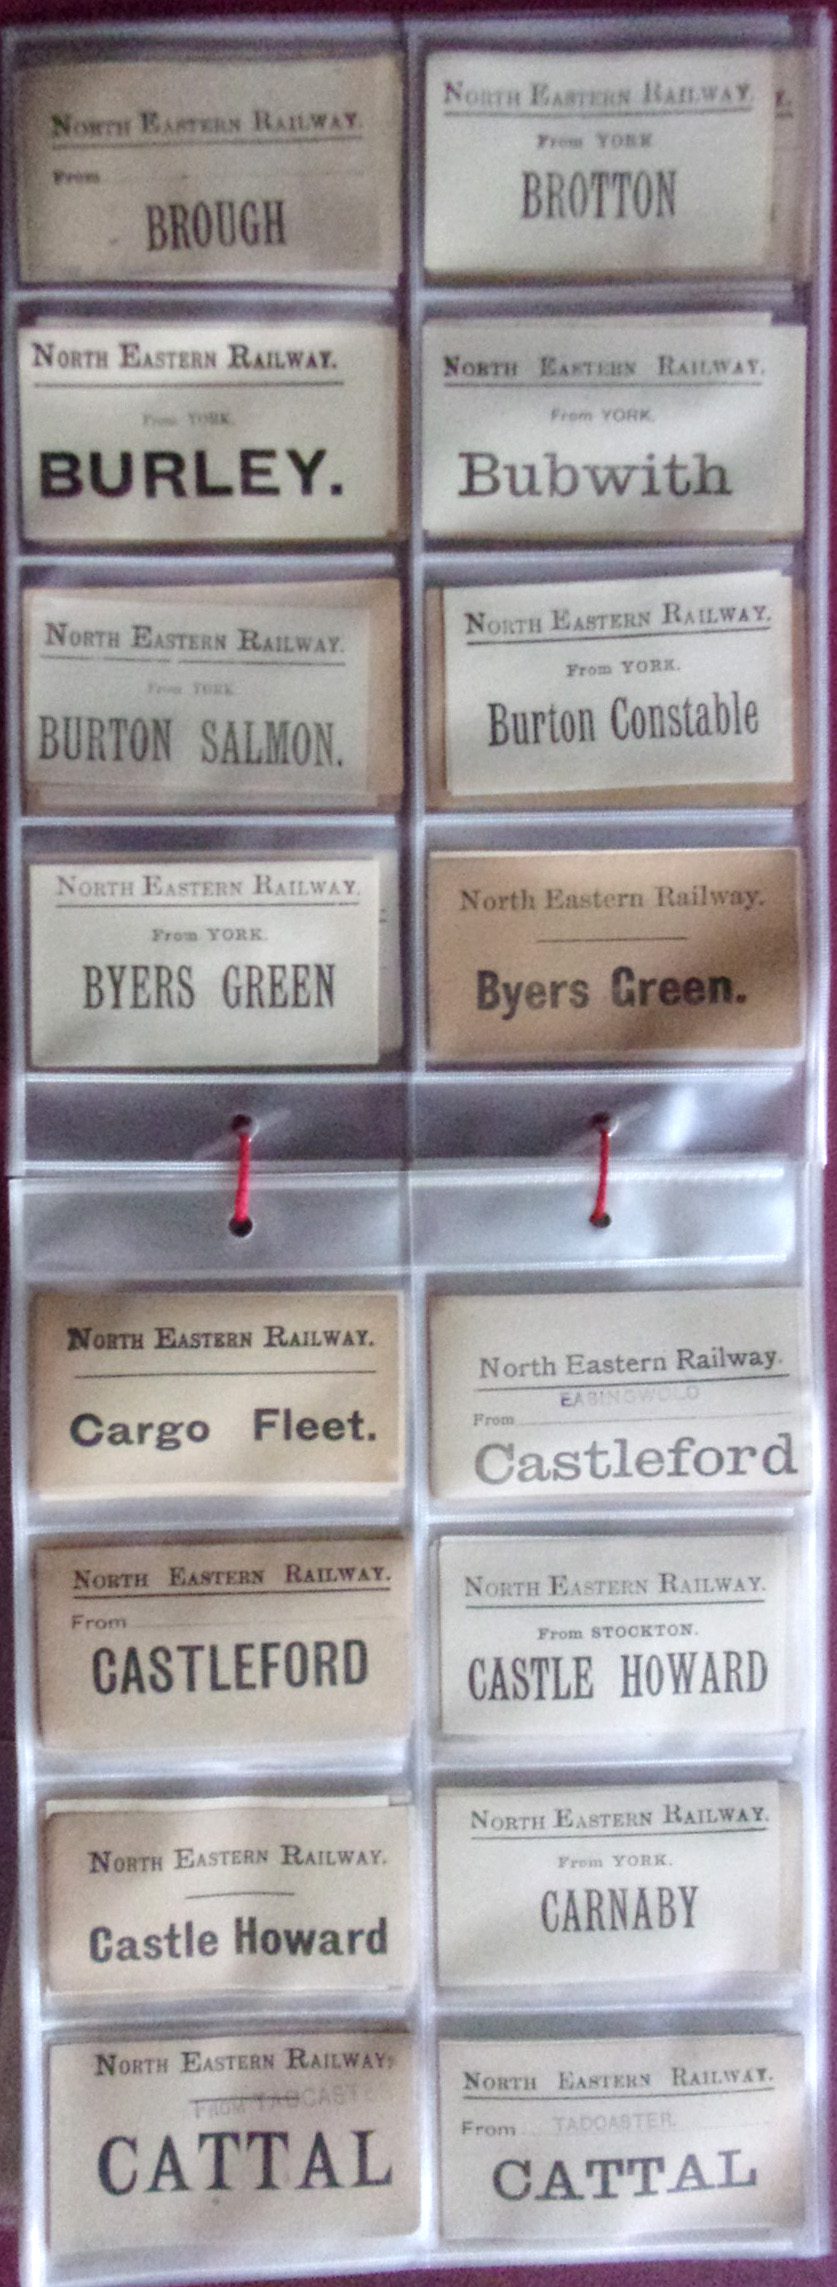 NORTH EASTERN RAILWAY.
From
BROUGH
NORTH EASTERN RAILWAY.
From YORK
BROTTON
NORTH EASTERN RAILWAY.
From YORK.
BURLEY.
NORTH EASTERN RAILWAY.
From YORK.
Bubwith
NORTH EASTERN RAILWAY.
From YORK
BURTON SALMON.
NORTH EASTERN RAILWAY.
From YORK.
Burton Constable
NORTH EASTERN RAILWAY.
From YORK.
BYERS GREEN
North Eastern Railway.
Byers Green.
NORTH EASTERN RAILWAY.
Cargo Fleet.
North Eastern Railway.
EASINGWOLD
From
Castleford
NORTH EASTERN RAILWAY.
From
CASTLEFORD
NORTH EASTERN RAILWAY.
From STOCKTON.
CASTLE HOWARD
NORTH EASTERN RAILWAY.
Castle Howard
NORTH EASTERN RAILWAY.
From YORK.
CARNABY
NORTH EASTERN RAILWAY.
FROM
CATTAL
NORTH EASTERN RAILWAY.
From TADCASTER.
CATTAL